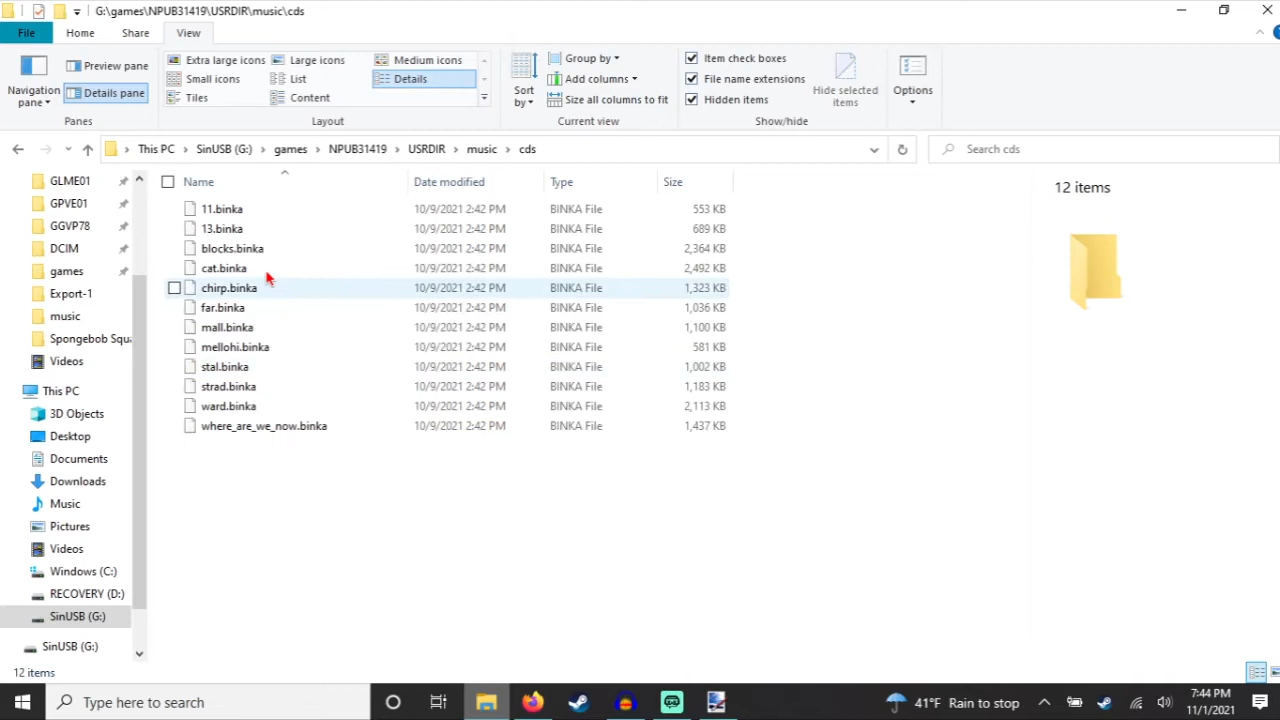 G:\games\NPUB31419\USRDIR\music\cds
File Home Share View
Navigation pane
Preview pane
Details pane
Panes
Extra large icons Large icons Medium icons
Small icons List Details
Tiles Content
Layout
Sort by
Group by
Add columns
Size all columns to fit
Current view
Item check boxes
File name extensions
Hidden items
Hide selected items
Show/hide
Options
This PC SinUSB (G:) games NPUB31419 USRDIR music cds
Search cds
GLME01
GPVE01
GGVP78
DCIM
games
Export-1
music
Spongebob Squ
Videos
This PC
3D Objects
Desktop
Documents
Downloads
Music
Pictures
Videos
Windows (C:)
RECOVERY (D:)
SinUSB (G:)
SinUSB (G:)
Name Date modified Type Size
11.binka 10/9/2021 2:42 PM BINKA File 553 KB
13.binka 10/9/2021 2:42 PM BINKA File 689 KB
blocks.binka 10/9/2021 2:42 PM BINKA File 2,364 KB
cat.binka 10/9/2021 2:42 PM BINKA File 2,492 KB
chirp.binka 10/9/2021 2:42 PM BINKA File 1,323 KB
far.binka 10/9/2021 2:42 PM BINKA File 1,036 KB
mall.binka 10/9/2021 2:42 PM BINKA File 1,100 KB
mellohi.binka 10/9/2021 2:42 PM BINKA File 581 KB
stal.binka 10/9/2021 2:42 PM BINKA File 1,002 KB
strad.binka 10/9/2021 2:42 PM BINKA File 1,183 KB
ward.binka 10/9/2021 2:42 PM BINKA File 2,113 KB
where_are_we_now.binka 10/9/2021 2:42 PM BINKA File 1,437 KB
12 items
12 items
Type here to search
41°F Rain to stop
7:44 PM
11/1/2021